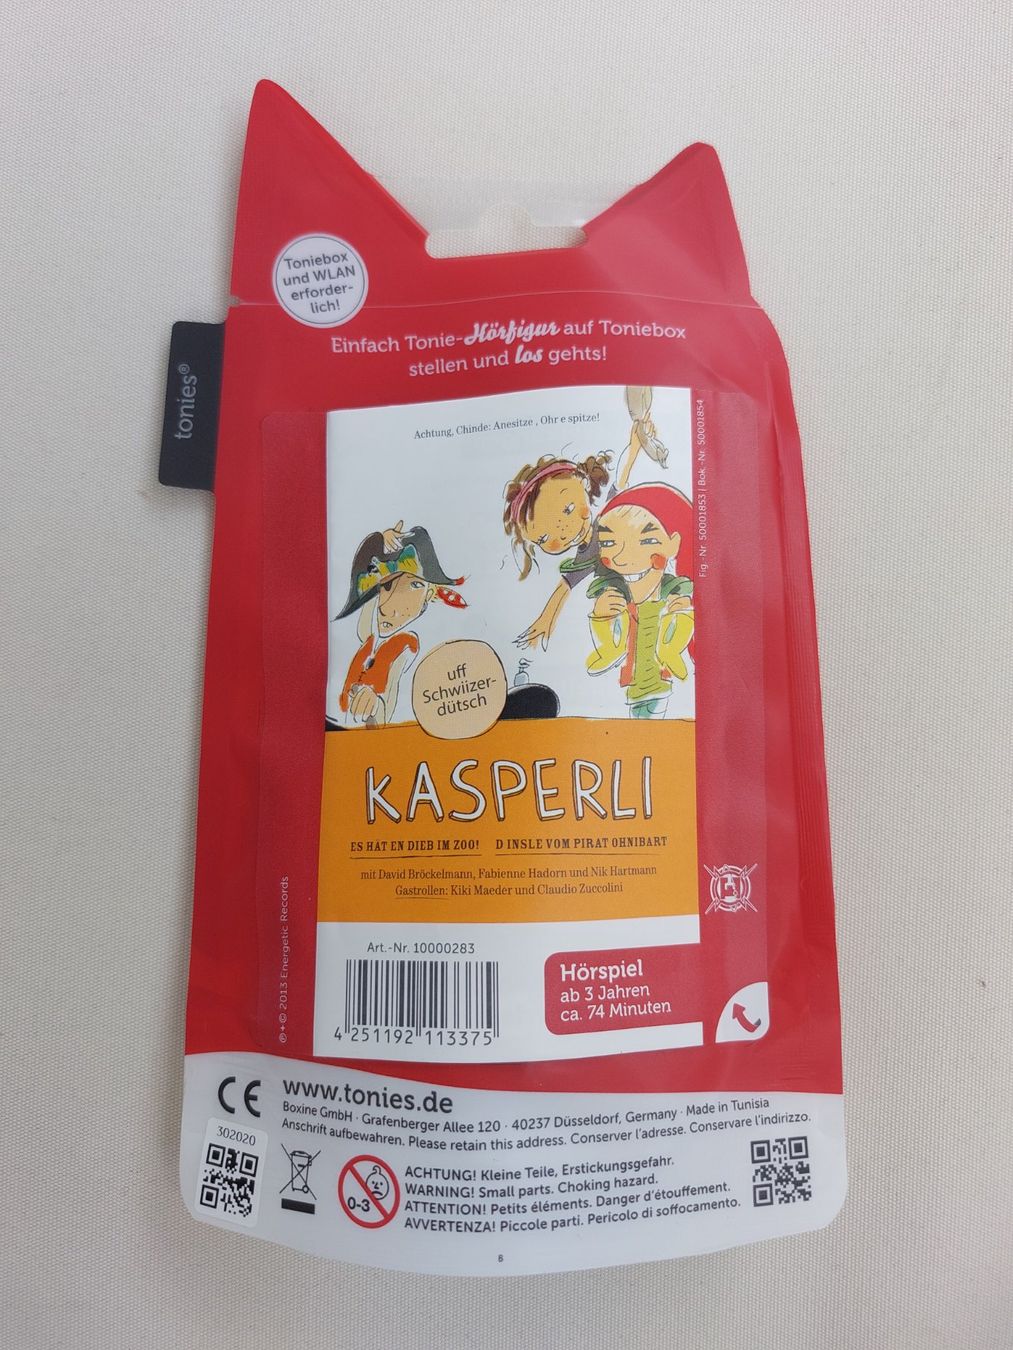 Toniebox
und WLAN
erforder-
lich!
Einfach Tonie-Hörfigur auf Toniebox
stellen und los gehts!
tonies®
Achtung, Chinde: Anesitze , Ohr e spitze!
Fig.-Nr. 50001853 | Bok.-Nr. 50001854
uff
Schwiizer-
dütsch
KASPERLI
ES HÄT EN DIEB IM ZOO! D INSLE VOM PIRAT OHNIBART
mit David Bröckelmann, Fabienne Hadorn und Nik Hartmann
Gastrollen: Kiki Maeder und Claudio Zuccolini
℗ + © 2013 Energetic Records
Art.-Nr. 10000283
4 251192 113375
Hörspiel
ab 3 Jahren
ca. 74 Minuten
CE
www.tonies.de
Boxine GmbH · Grafenberger Allee 120 · 40237 Düsseldorf, Germany · Made in Tunisia
Anschrift aufbewahren. Please retain this address. Conserver l'adresse. Conservare l'indirizzo.
302020
0-3
ACHTUNG! Kleine Teile, Erstickungsgefahr.
WARNING! Small parts. Choking hazard.
ATTENTION! Petits éléments. Danger d'étouffement.
AVVERTENZA! Piccole parti. Pericolo di soffocamento.
8